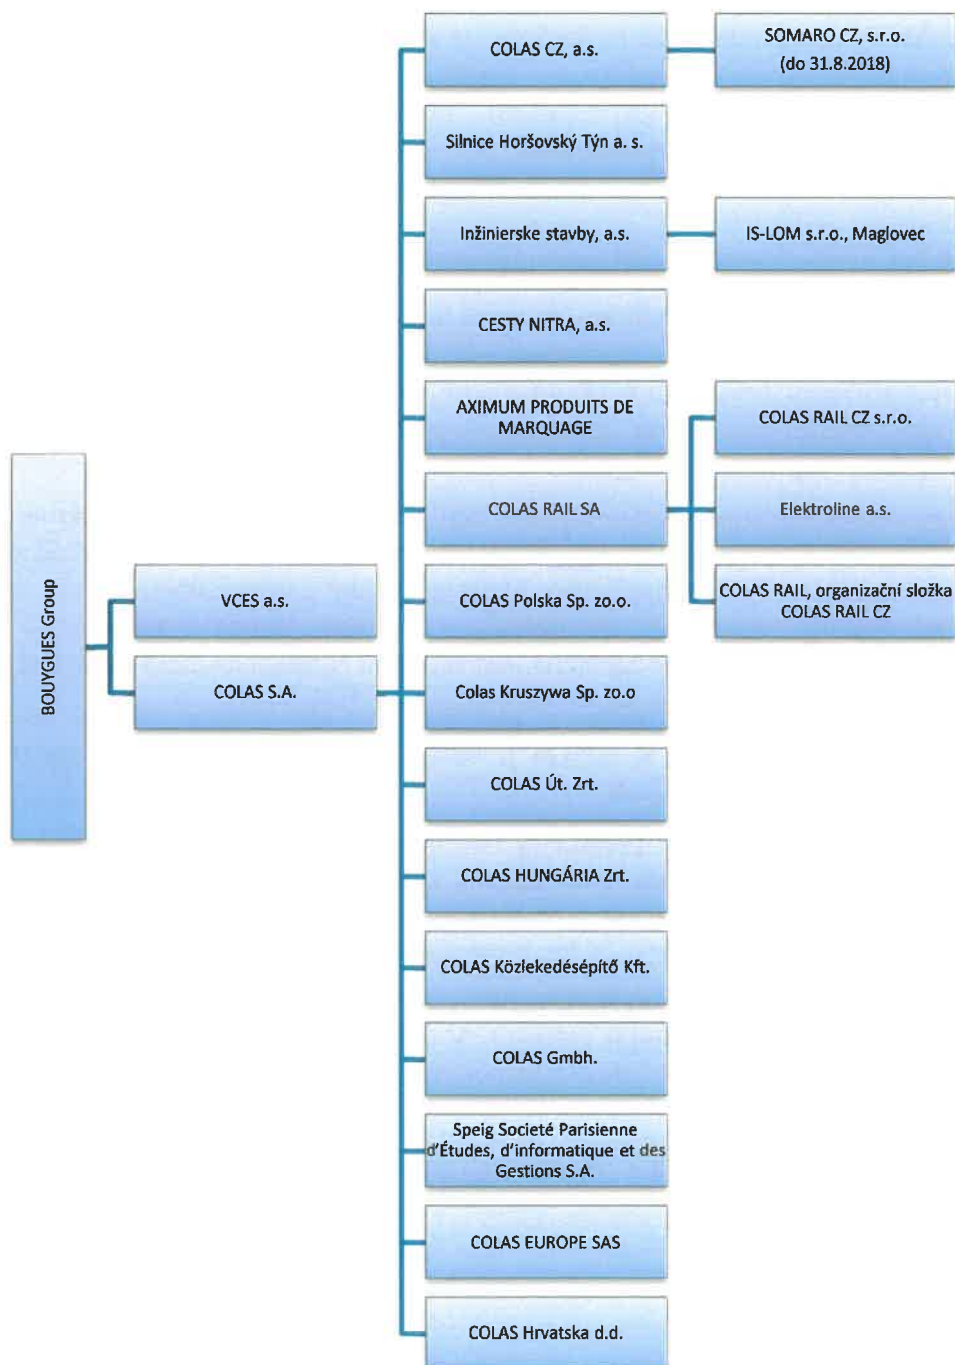 COLAS CZ, a.s.
SOMARO CZ, s.r.o.
(do 31.8.2018)
Silnice Horšovský Týn a. s.
Inžinierske stavby, a.s.
IS-LOM s.r.o., Maglovec
CESTY NITRA, a.s.
AXIMUM PRODUITS DE
MARQUAGE
COLAS RAIL CZ s.r.o.
COLAS RAIL SA
Elektroline a.s.
BOUYGUES Group
VCES a.s.
COLAS Polska Sp. zo.o.
COLAS RAIL, organizační složka
COLAS RAIL CZ
COLAS S.A.
Colas Kruszywa Sp. zo.o
COLAS Út. Zrt.
COLAS HUNGÁRIA Zrt.
COLAS Közlekedésépítő Kft.
COLAS Gmbh.
Speig Societé Parisienne
d'Études, d'informatique et des
Gestions S.A.
COLAS EUROPE SAS
COLAS Hrvatska d.d.